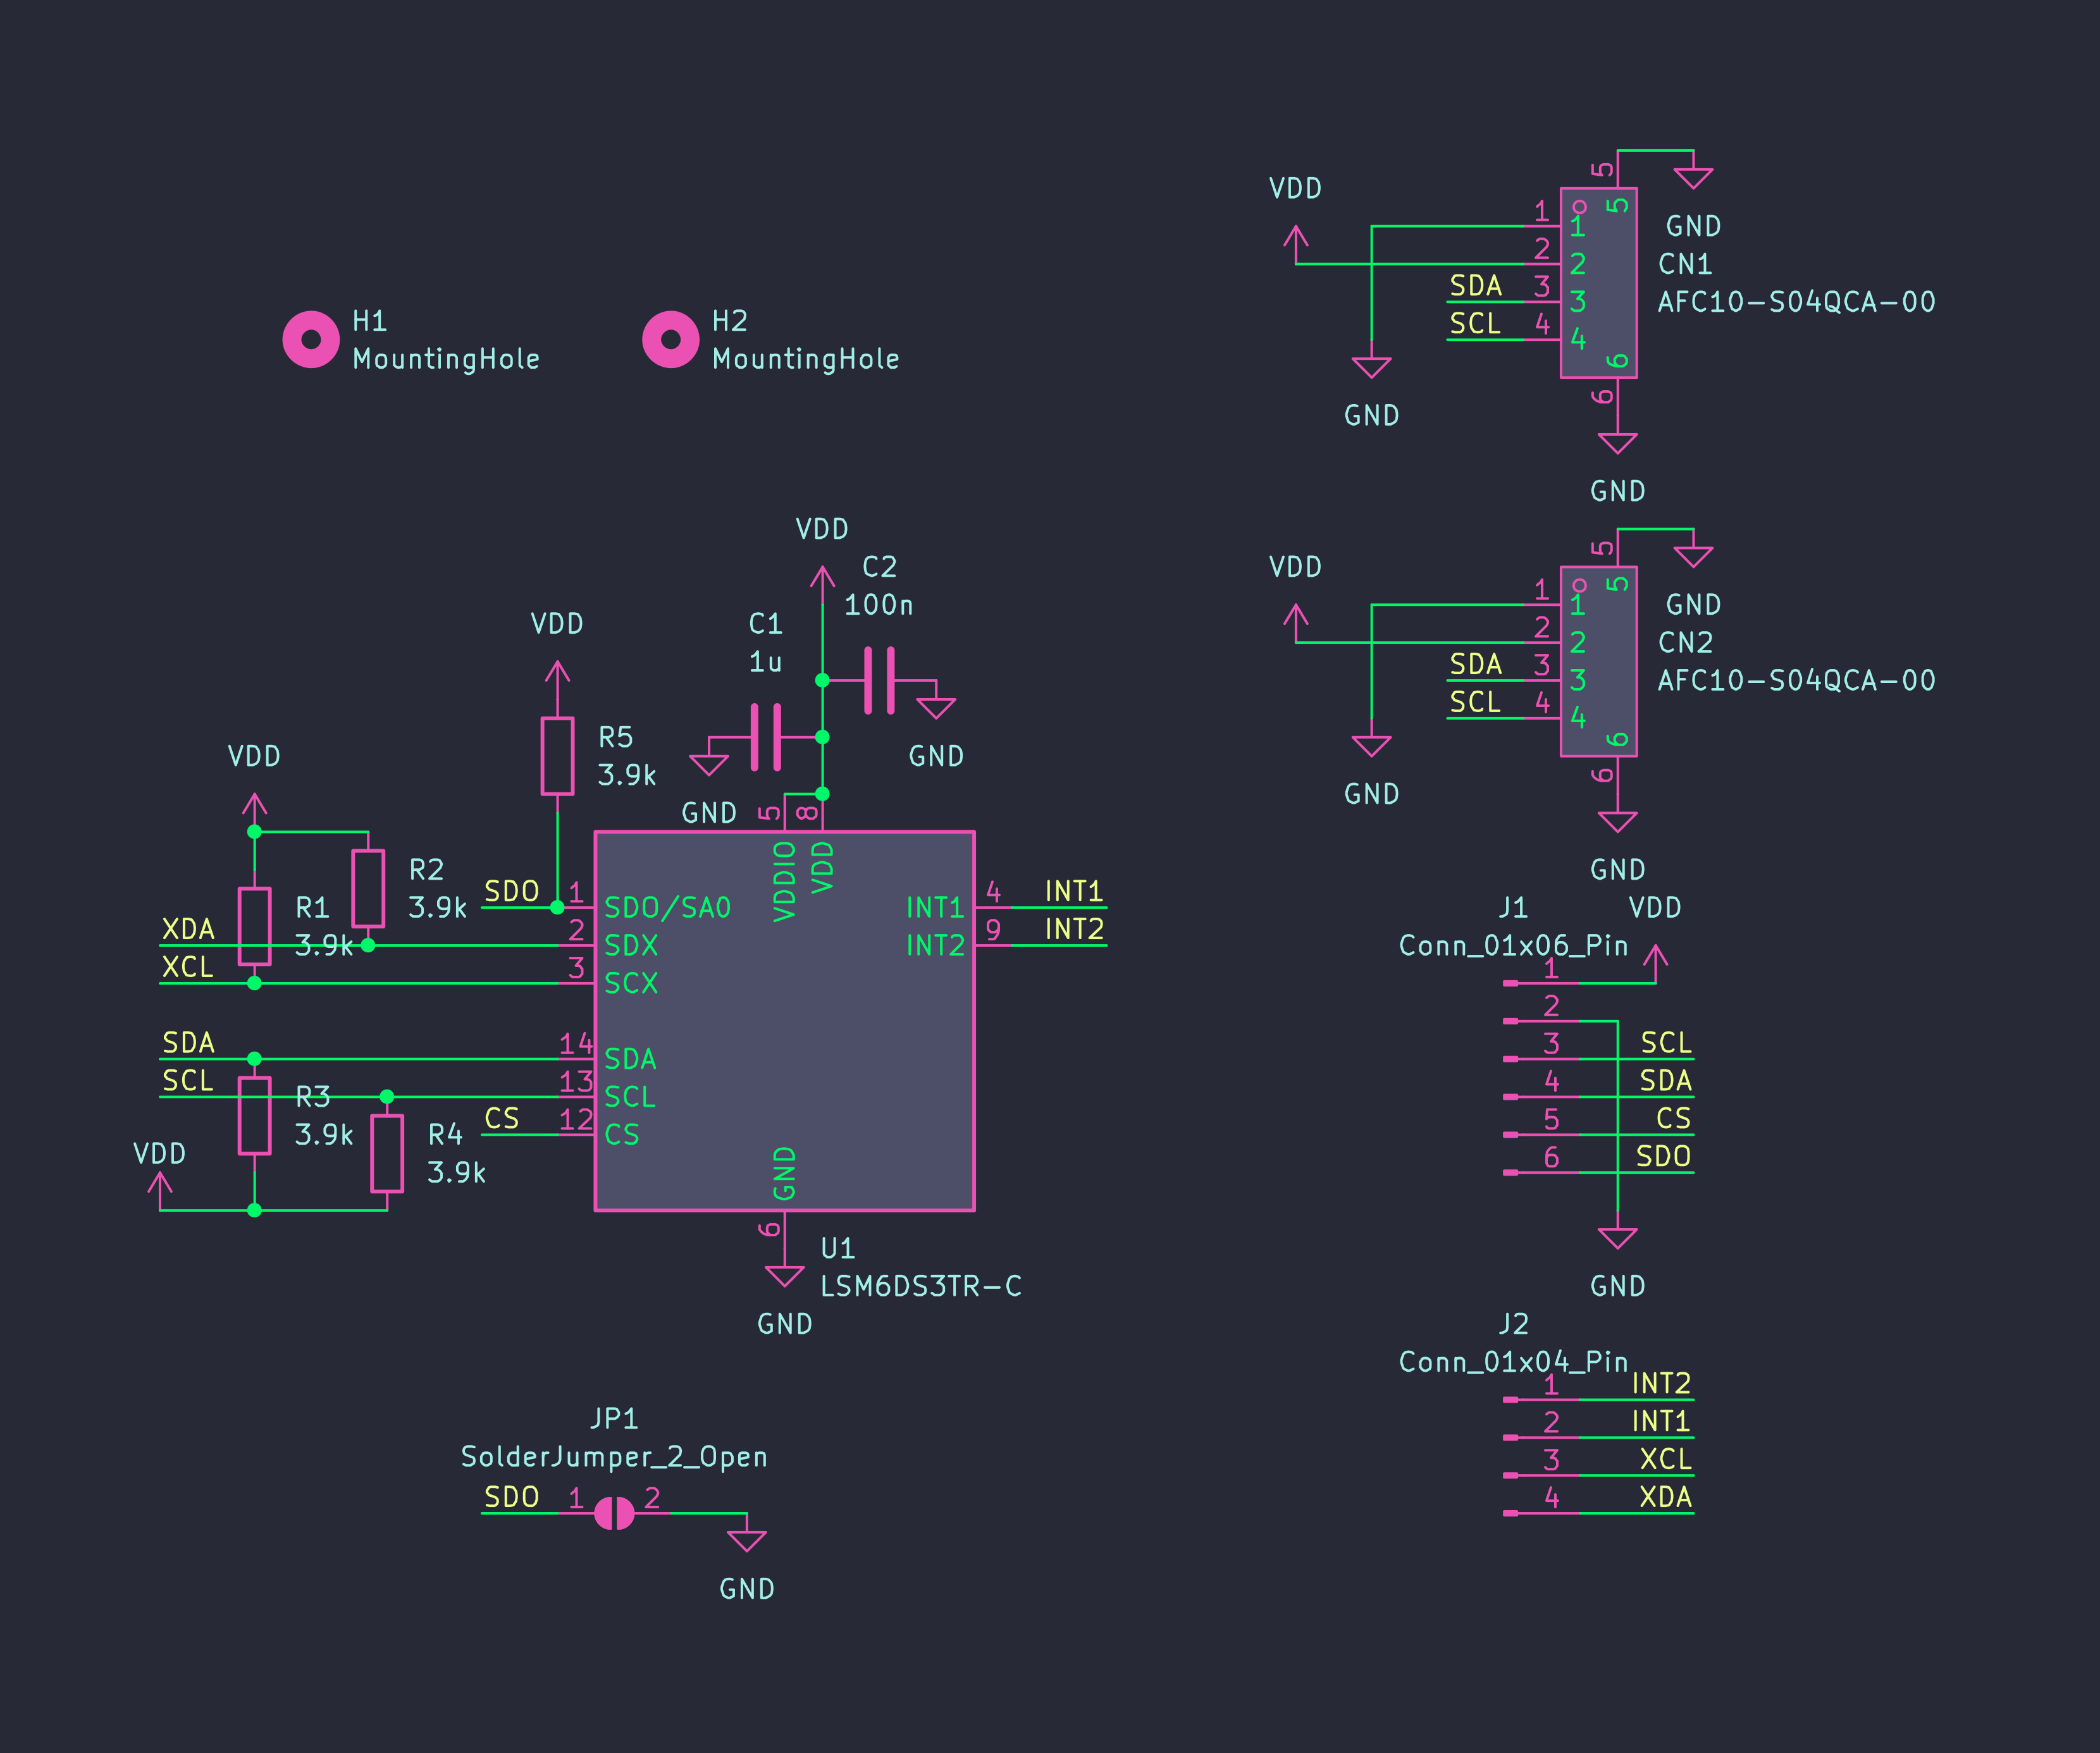 H1
MountingHole
H2
MountingHole
VDD
1
2
SDA
3
SCL
4
1
2
3
4
5
5
6
6
GND
CN1
AFC10-S04QCA-00
GND
GND
VDD
1
2
SDA
3
SCL
4
1
2
3
4
5
5
6
6
GND
CN2
AFC10-S04QCA-00
GND
GND
VDD
C2
100n
C1
1u
GND
GND
VDD
R5
3.9k
VDD
R2
3.9k
R1
3.9k
XDA
XCL
SDO
1
2
3
5
8
VDDIO
VDD
SDO/SA0
SDX
SCX
INT1
INT2
4
9
INT1
INT2
SDA
SCL
R3
3.9k
R4
3.9k
VDD
CS
14
13
12
SDA
SCL
CS
GND
6
U1
LSM6DS3TR-C
GND
J1
Conn_01x06_Pin
VDD
1
2
3
SCL
4
SDA
5
CS
6
SDO
GND
J2
Conn_01x04_Pin
1
INT2
2
INT1
3
XCL
4
XDA
JP1
SolderJumper_2_Open
SDO
1
2
GND